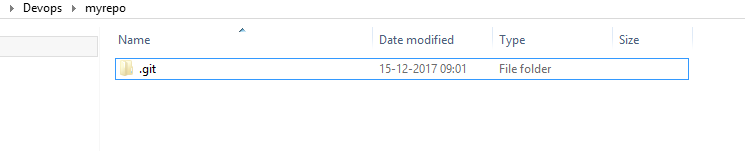 Devops myrepo
Name Date modified Type Size
.git 15-12-2017 09:01 File folder